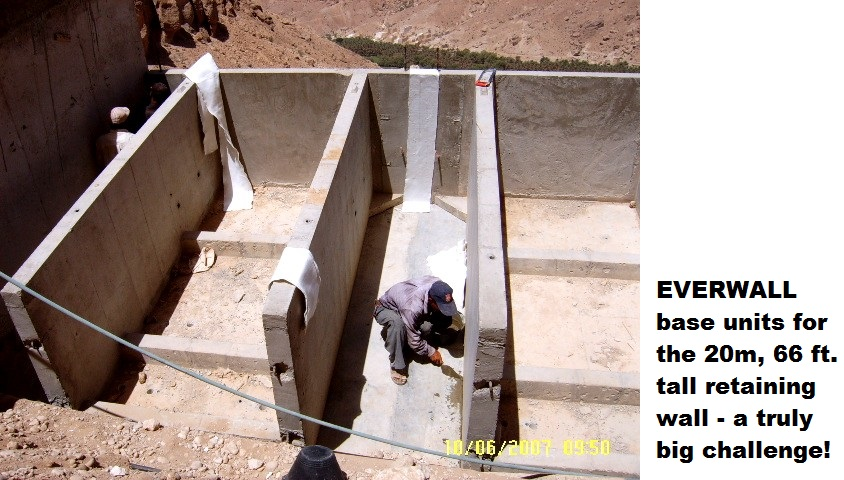 EVERWALL
base units for
the 20m, 66 ft.
tall retaining
wall - a truly
big challenge!
10/06/2007 09:50